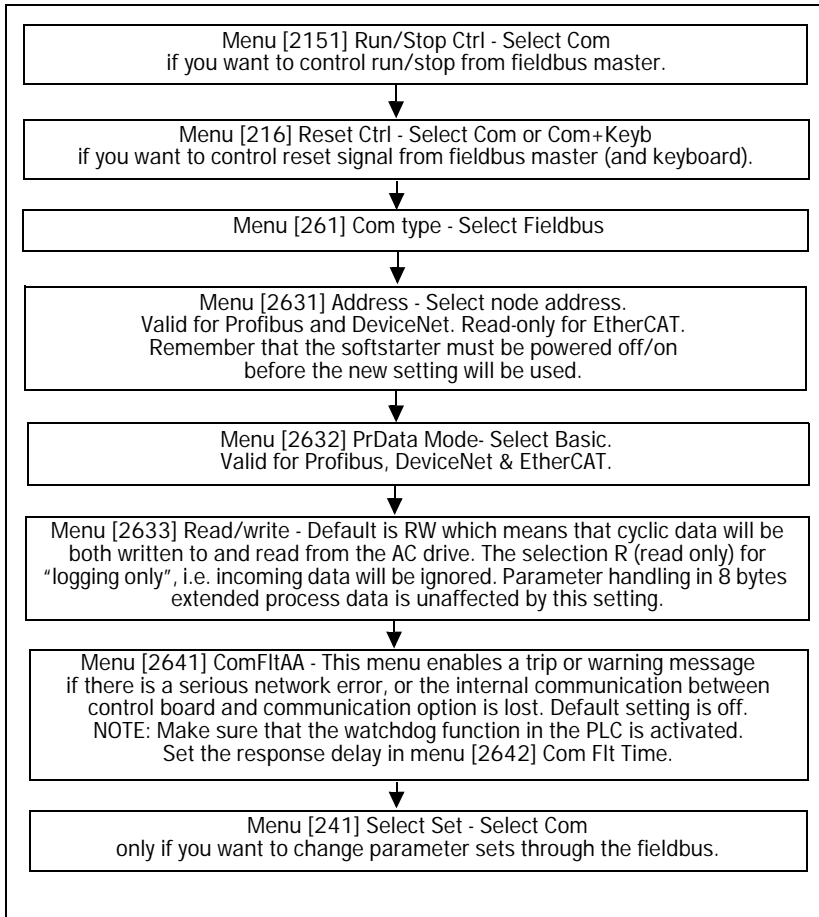 Menu [2151] Run/Stop Ctrl - Select Com
if you want to control run/stop from fieldbus master.
Menu [216] Reset Ctrl - Select Com or Com+Keyb
if you want to control reset signal from fieldbus master (and keyboard).
Menu [261] Com type - Select Fieldbus
Menu [2631] Address - Select node address.
Valid for Profibus and DeviceNet. Read-only for EtherCAT.
Remember that the softstarter must be powered off/on
before the new setting will be used.
Menu [2632] PrData Mode- Select Basic.
Valid for Profibus, DeviceNet & EtherCAT.
Menu [2633] Read/write - Default is RW which means that cyclic data will be
both written to and read from the AC drive. The selection R (read only) for
“logging only”, i.e. incoming data will be ignored. Parameter handling in 8 bytes
extended process data is unaffected by this setting.
Menu [2641] ComFltAA - This menu enables a trip or warning message
if there is a serious network error, or the internal communication between
control board and communication option is lost. Default setting is off.
NOTE: Make sure that the watchdog function in the PLC is activated.
Set the response delay in menu [2642] Com Flt Time.
Menu [241] Select Set - Select Com
only if you want to change parameter sets through the fieldbus.